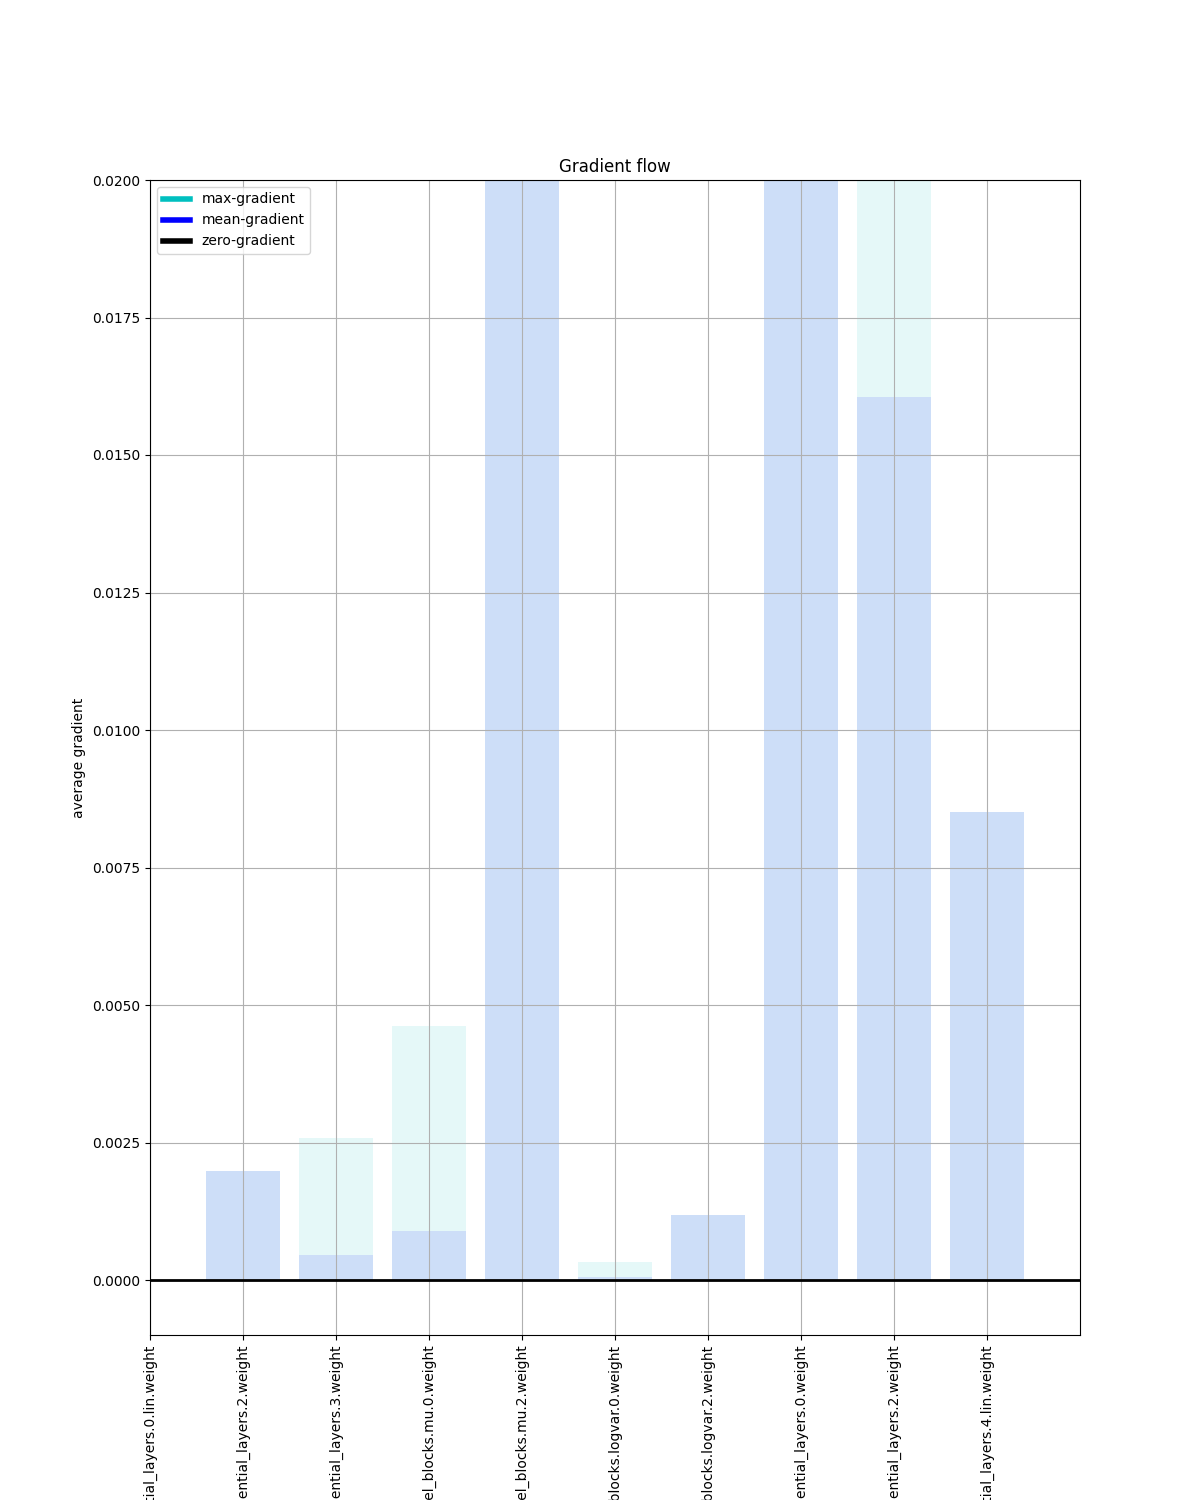 Gradient flow
max-gradient
mean-gradient
zero-gradient
average gradient
0.0200
0.0175
0.0150
0.0125
0.0100
0.0075
0.0050
0.0025
0.0000
tial_layers.0.lin.weight
ential_layers.2.weight
ential_layers.3.weight
el_blocks.mu.0.weight
el_blocks.mu.2.weight
blocks.logvar.0.weight
blocks.logvar.2.weight
ential_layers.0.weight
ential_layers.2.weight
tial_layers.4.lin.weight